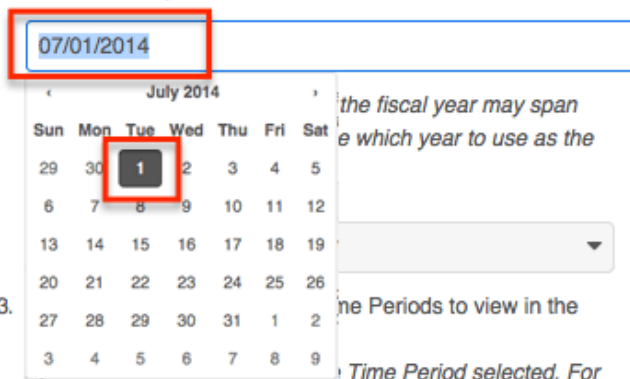 07/01/2014
‹ July 2014 ›
Sun Mon Tue Wed Thu Fri Sat
29 30 1 2 3 4 5
6 7 8 9 10 11 12
13 14 15 16 17 18 19
20 21 22 23 24 25 26
27 28 29 30 31 1 2
3 4 5 6 7 8 9
the fiscal year may span
e which year to use as the
3.
me Periods to view in the
Time Period selected. For